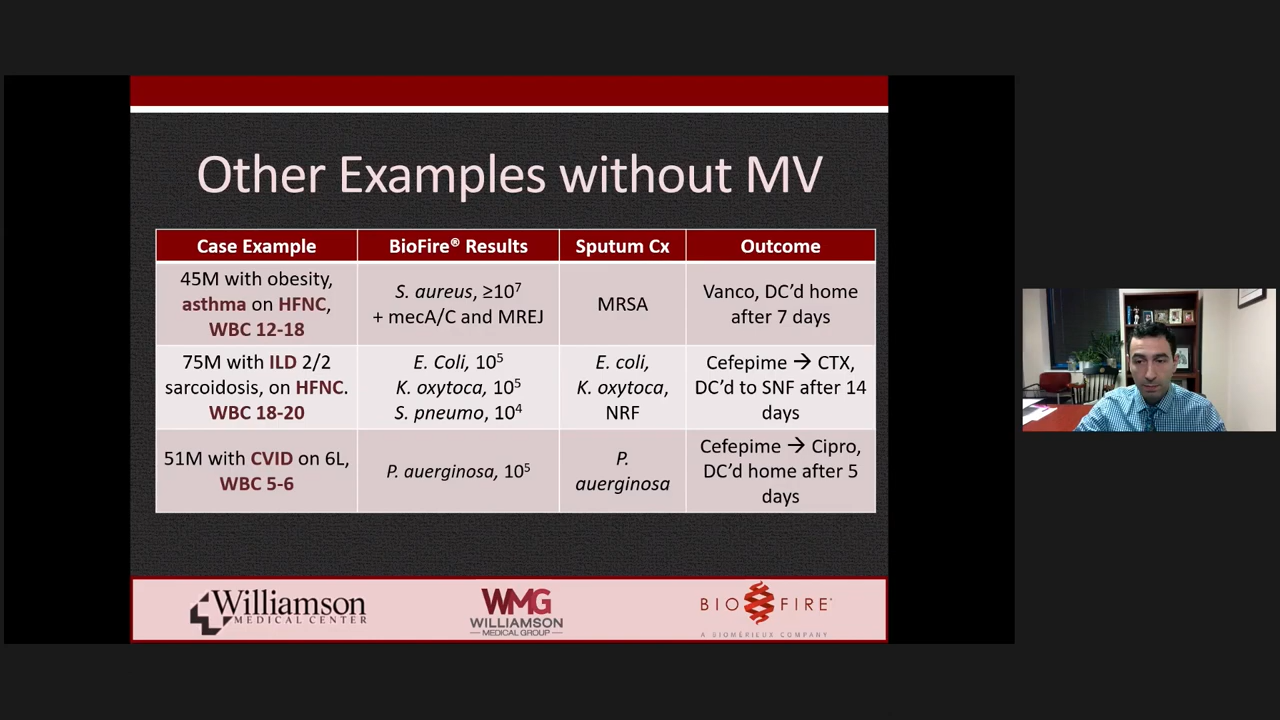 Other Examples without MV
Case Example
BioFire® Results
Sputum Cx
Outcome
45M with obesity,
asthma on HFNC,
WBC 12-18
S. aureus, ≥10⁷
+ mecA/C and MREJ
MRSA
Vanco, DC’d home
after 7 days
75M with ILD 2/2
sarcoidosis, on HFNC.
WBC 18-20
E. Coli, 10⁵
K. oxytoca, 10⁵
S. pneumo, 10⁴
E. coli,
K. oxytoca,
NRF
Cefepime → CTX,
DC’d to SNF after 14
days
51M with CVID on 6L,
WBC 5-6
P. auerginosa, 10⁵
P.
auerginosa
Cefepime → Cipro,
DC’d home after 5
days
Williamson
MEDICAL CENTER
WMG
WILLIAMSON
MEDICAL GROUP
BIO FIRE
A BIOMÉRIEUX COMPANY